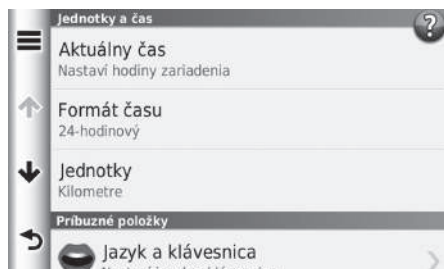 Jednotky a čas
?
Aktuálny čas
Nastaví hodiny zariadenia
Formát času
24-hodinový
Jednotky
Kilometre
Príbuzné položky
Jazyk a klávesnica